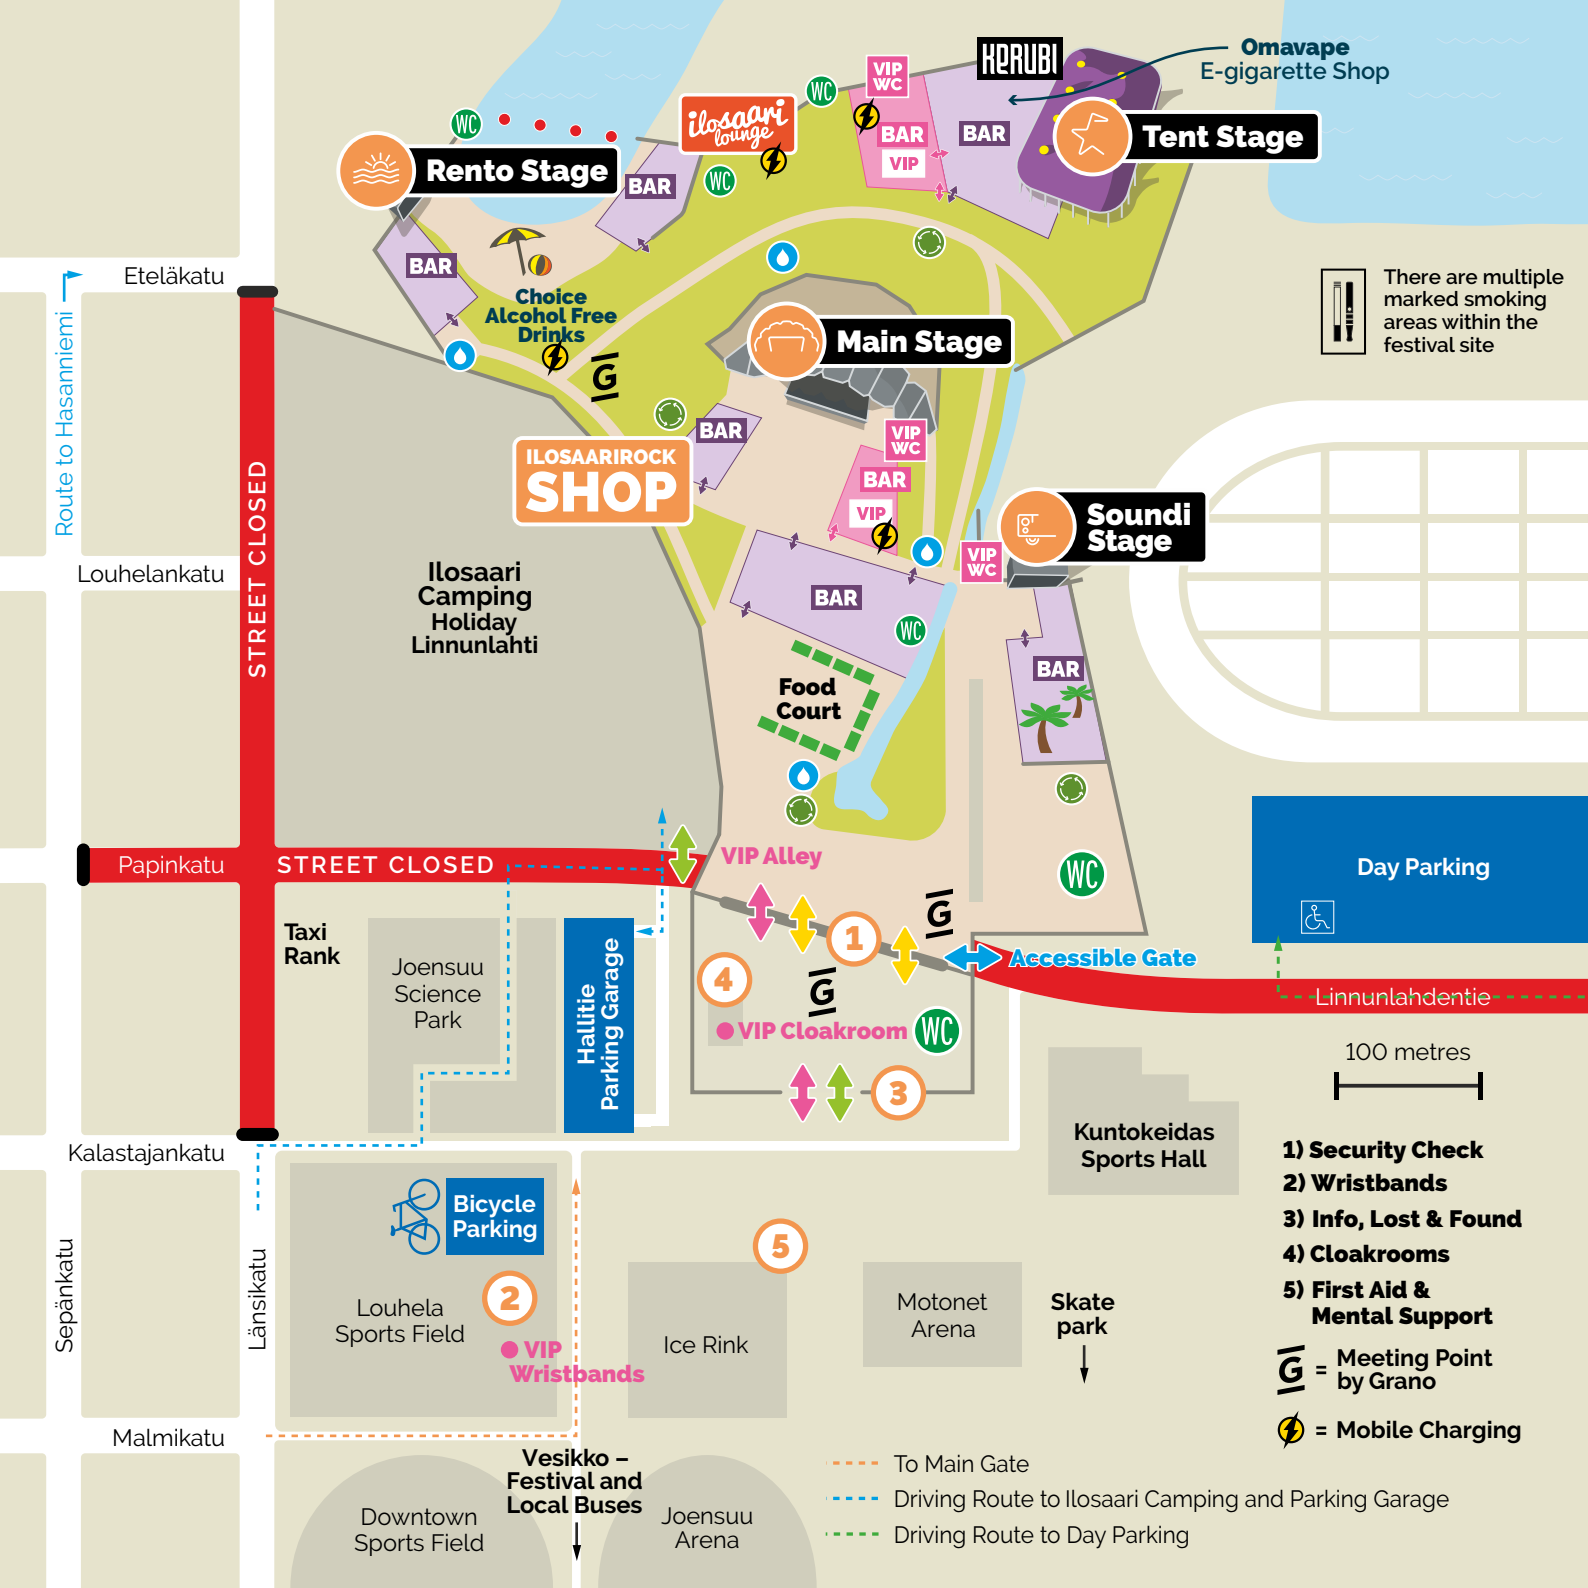 KERUBI
Omavape
E-gigarette Shop
VIP
WC
WC
ilosaari
lounge
WC
Rento Stage
BAR
VIP
BAR
Tent Stage
BAR
WC
BAR
Choice
Alcohol Free
Drinks
G
Main Stage
There are multiple
marked smoking
areas within the
festival site
Eteläkatu
Route to Hasanniemi
STREET CLOSED
BAR
VIP
WC
ILOSAARIROCK
SHOP
BAR
VIP
Soundi
Stage
VIP
WC
Louhelankatu
Ilosaari
Camping
Holiday
Linnunlahti
BAR
WC
BAR
Food
Court
Papinkatu
STREET CLOSED
VIP Alley
WC
Day Parking
Taxi
Rank
Joensuu
Science
Park
Hallitie
Parking Garage
G
1
4
G
Accessible Gate
VIP Cloakroom
WC
Linnunlahdentie
100 metres
3
Kalastajankatu
Kuntokeidas
Sports Hall
1) Security Check
2) Wristbands
3) Info, Lost & Found
4) Cloakrooms
5) First Aid &
Mental Support
G = Meeting Point
by Grano
= Mobile Charging
Bicycle
Parking
5
2
Louhela
Sports Field
VIP
Wristbands
Ice Rink
Motonet
Arena
Skate
park
Sepänkatu
Länsikatu
Malmikatu
Vesikko –
Festival and
Local Buses
Downtown
Sports Field
Joensuu
Arena
To Main Gate
Driving Route to Ilosaari Camping and Parking Garage
Driving Route to Day Parking